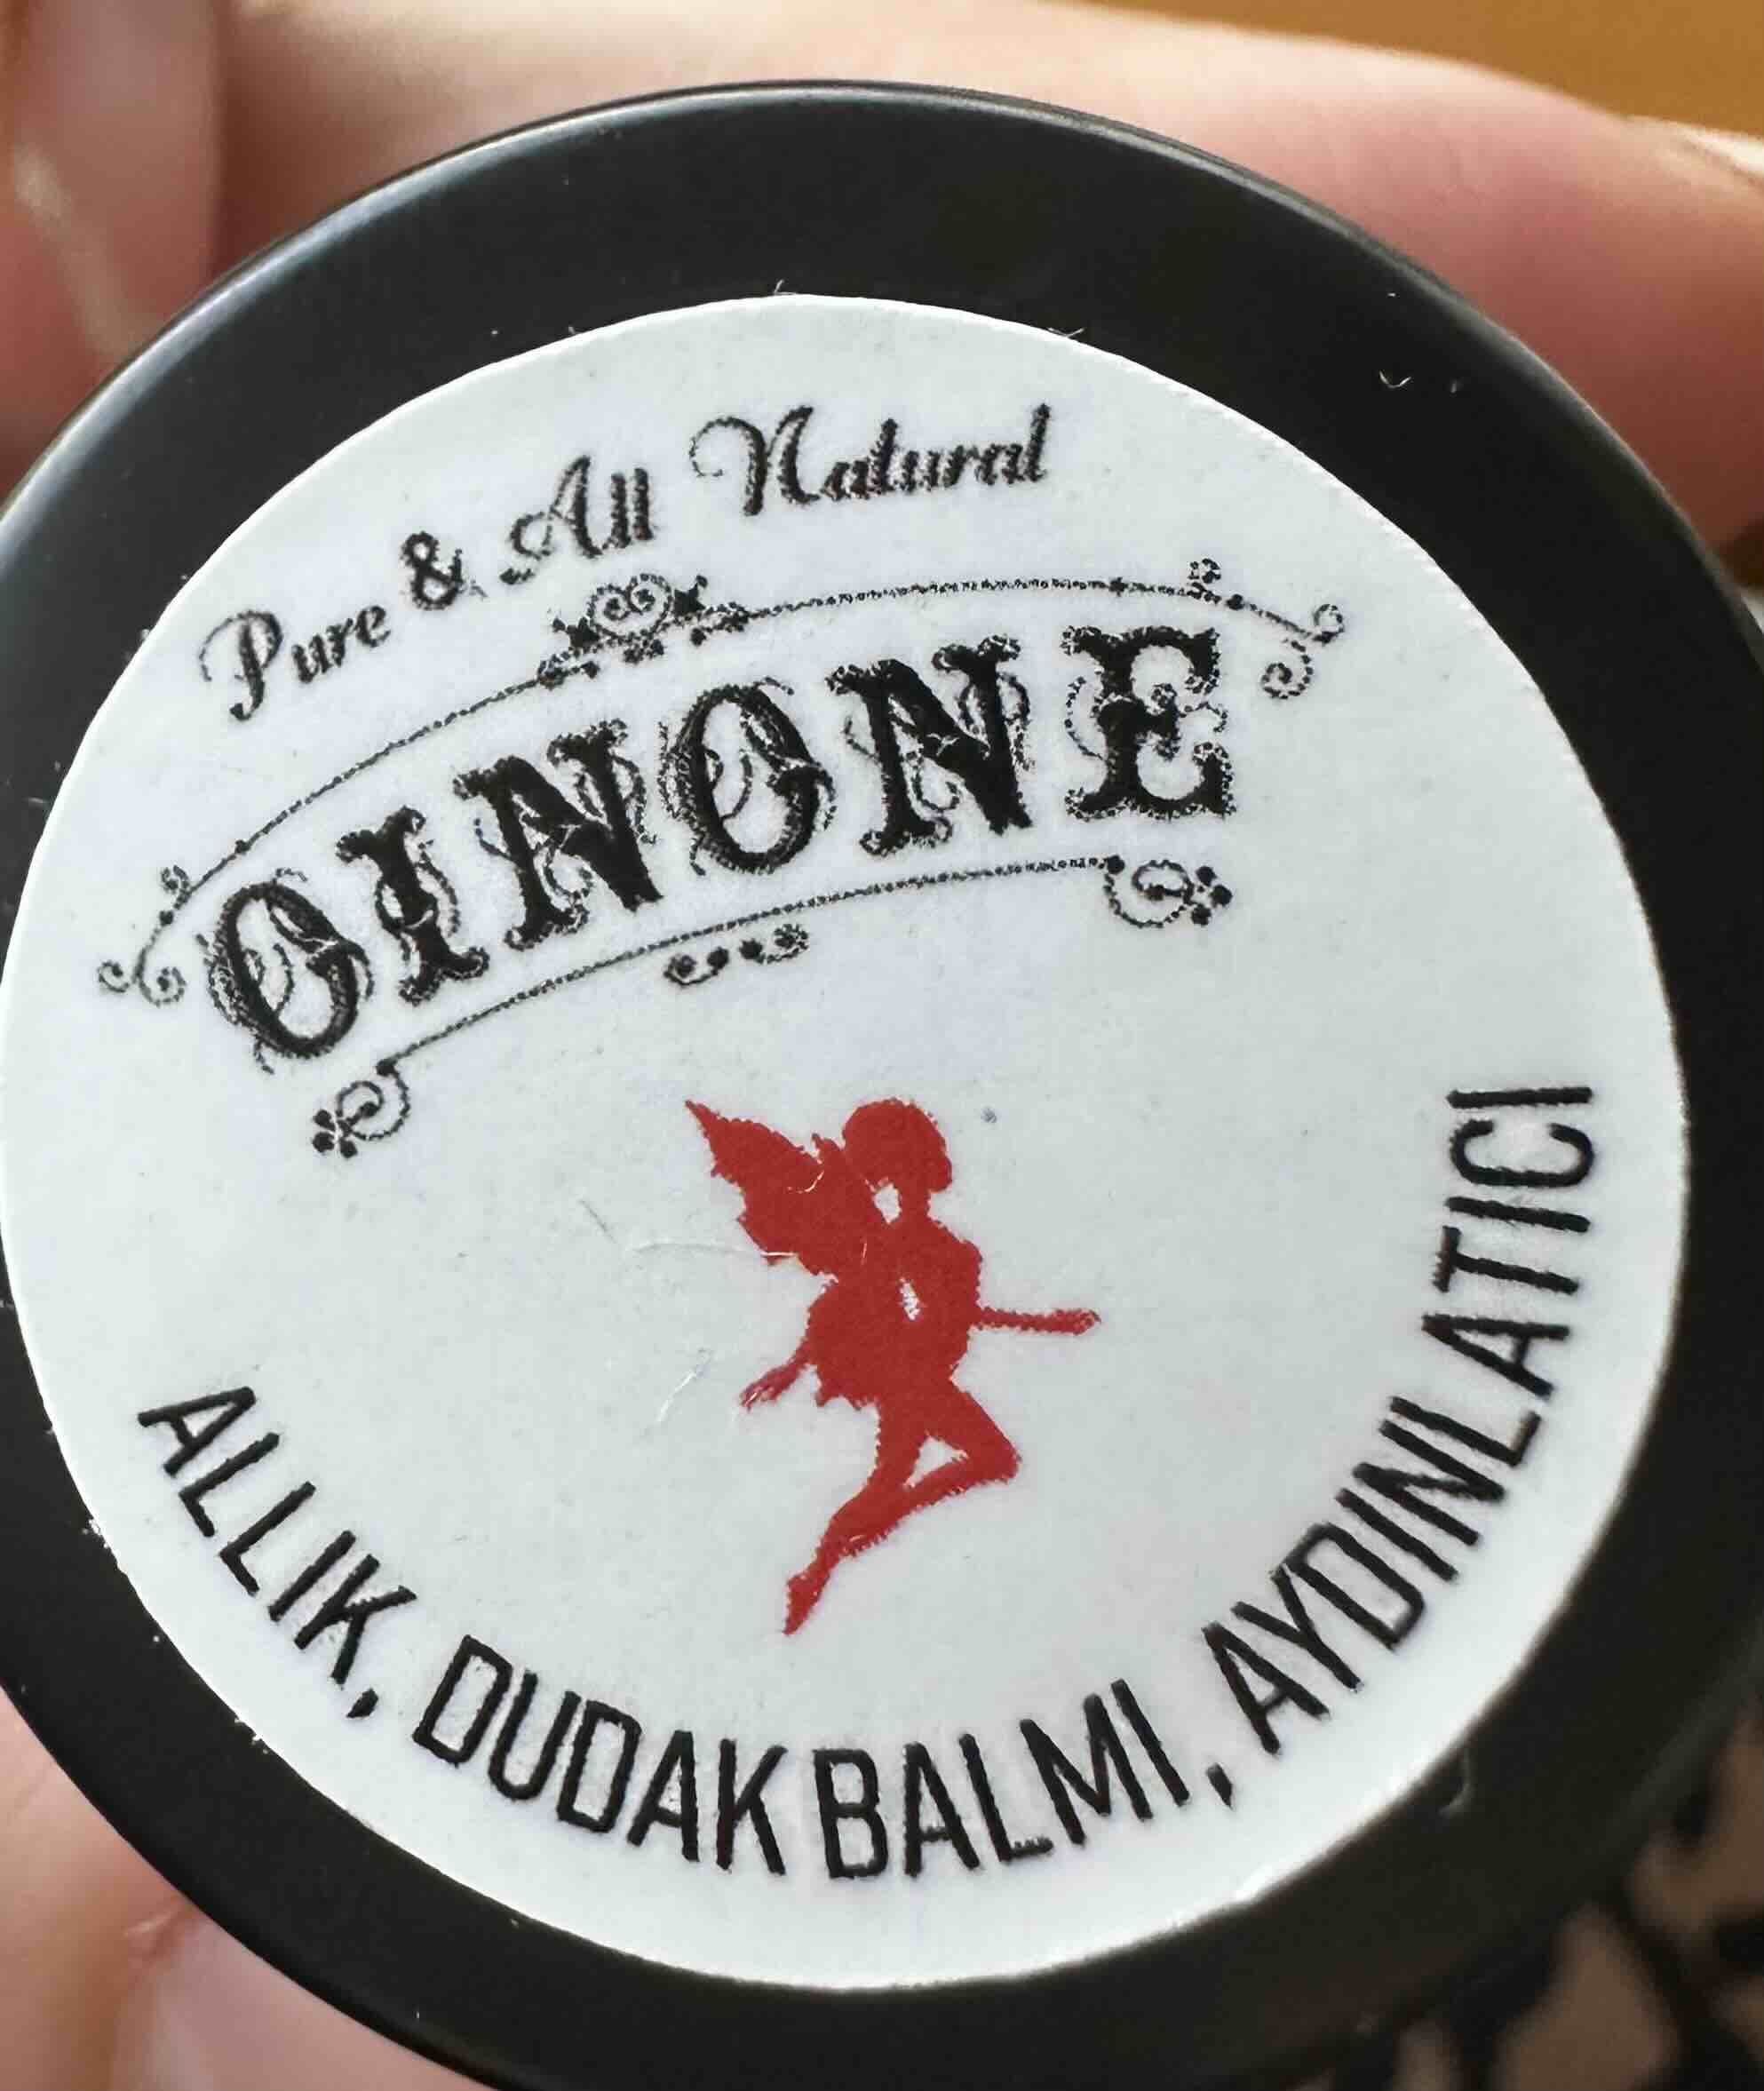 Pure & All Natural
OINONE
ALLIK, DUDAK BALMI, AYDINLATICI